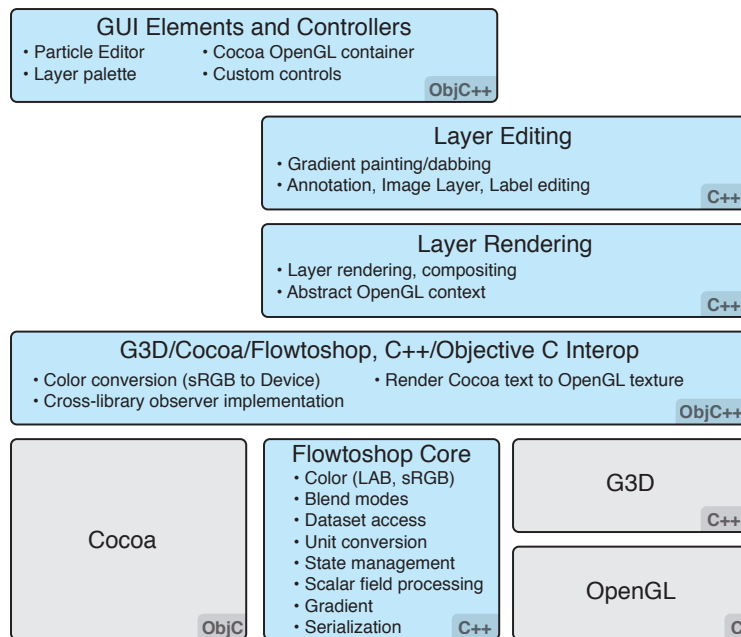 GUI Elements and Controllers
• Particle Editor • Cocoa OpenGL container
• Layer palette • Custom controls
ObjC++
Layer Editing
• Gradient painting/dabbing
• Annotation, Image Layer, Label editing
C++
Layer Rendering
• Layer rendering, compositing
• Abstract OpenGL context
C++
G3D/Cocoa/Flowtoshop, C++/Objective C Interop
• Color conversion (sRGB to Device) • Render Cocoa text to OpenGL texture
• Cross-library observer implementation
ObjC++
Cocoa
ObjC
Flowtoshop Core
• Color (LAB, sRGB)
• Blend modes
• Dataset access
• Unit conversion
• State management
• Scalar field processing
• Gradient
• Serialization
C++
G3D
C++
OpenGL
C